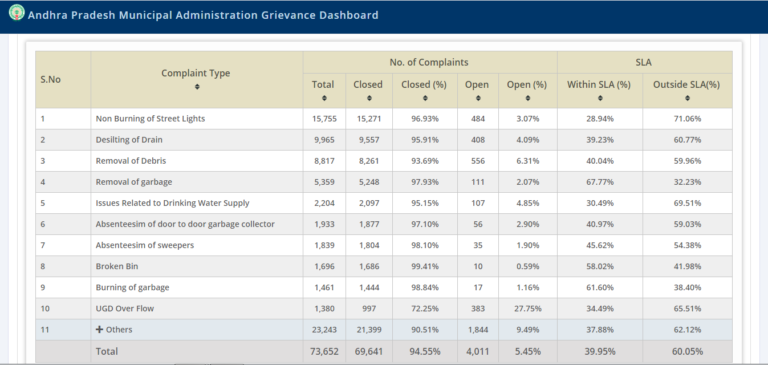 Andhra Pradesh Municipal Administration Grievance Dashboard
S.No Complaint Type No. of Complaints SLA
Total Closed Closed (%) Open Open (%) Within SLA (%) Outside SLA(%)
1 Non Burning of Street Lights 15,755 15,271 96.93% 484 3.07% 28.94% 71.06%
2 Desilting of Drain 9,965 9,557 95.91% 408 4.09% 39.23% 60.77%
3 Removal of Debris 8,817 8,261 93.69% 556 6.31% 40.04% 59.96%
4 Removal of garbage 5,359 5,248 97.93% 111 2.07% 67.77% 32.23%
5 Issues Related to Drinking Water Supply 2,204 2,097 95.15% 107 4.85% 30.49% 69.51%
6 Absenteesim of door to door garbage collector 1,933 1,877 97.10% 56 2.90% 40.97% 59.03%
7 Absenteesim of sweepers 1,839 1,804 98.10% 35 1.90% 45.62% 54.38%
8 Broken Bin 1,696 1,686 99.41% 10 0.59% 58.02% 41.98%
9 Burning of garbage 1,461 1,444 98.84% 17 1.16% 61.60% 38.40%
10 UGD Over Flow 1,380 997 72.25% 383 27.75% 34.49% 65.51%
11 + Others 23,243 21,399 90.51% 1,844 9.49% 37.88% 62.12%
Total 73,652 69,641 94.55% 4,011 5.45% 39.95% 60.05%